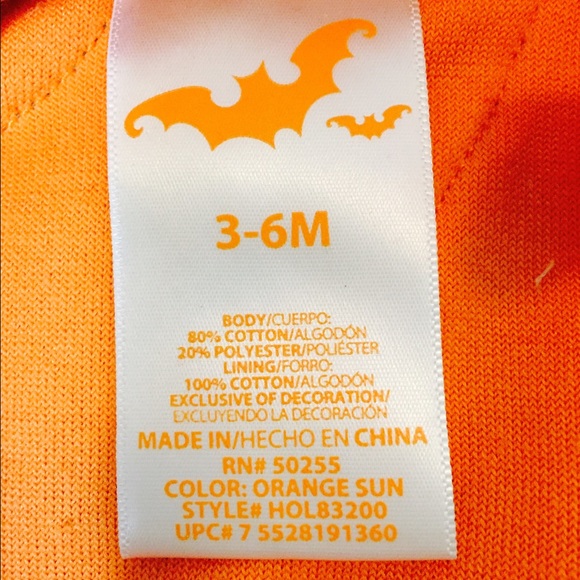 3-6M
BODY/CUERPO:
80% COTTON/ALGODÓN
20% POLYESTER/POLIÉSTER
LINING/FORRO:
100% COTTON/ALGODÓN
EXCLUSIVE OF DECORATION/
EXCLUYENDO LA DECORACIÓN
MADE IN/HECHO EN CHINA
RN# 50255
COLOR: ORANGE SUN
STYLE# HOL83200
UPC# 7 5528191360